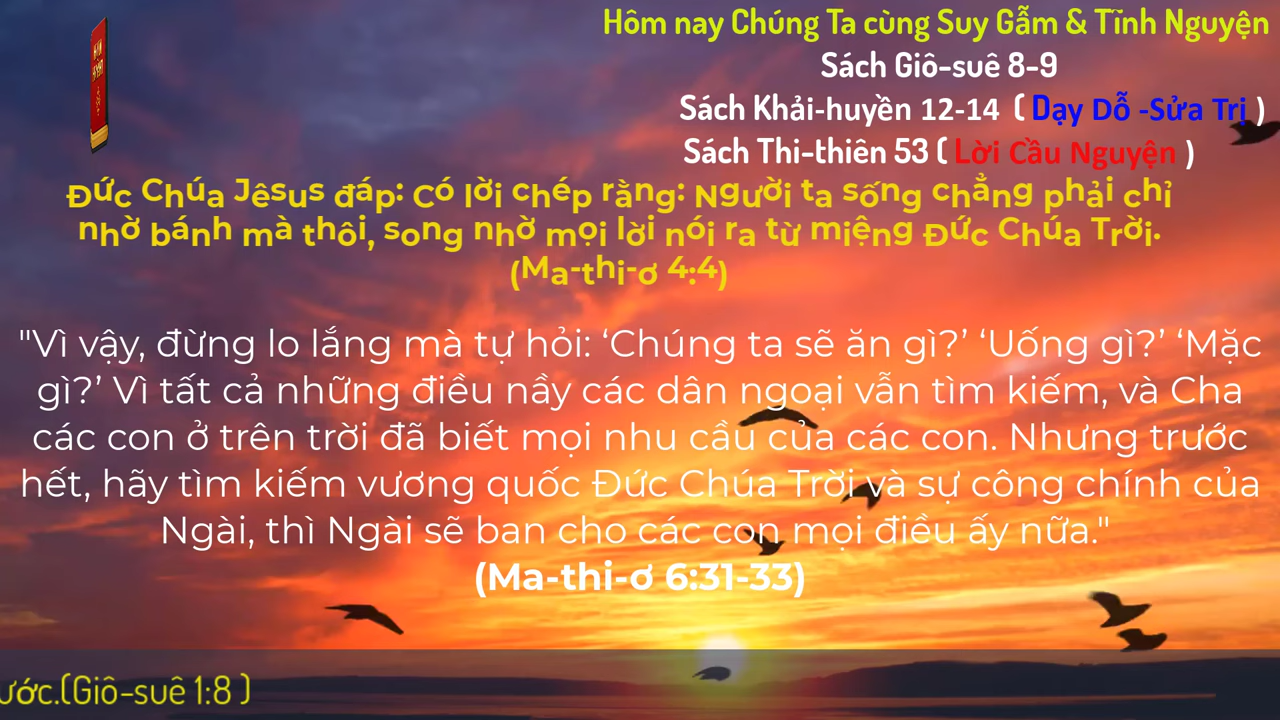 Hôm nay Chúng Ta cùng Suy Gẫm & Tĩnh Nguyện
Sách Giô-suê 8-9
Sách Khải-huyền 12-14 ( Dạy Dỗ -Sửa Trị )
Sách Thi-thiên 53 ( Lời Cầu Nguyện )
Đức Chúa Jêsus đáp: Có lời chép rằng: Người ta sống chẳng phải chỉ
nhờ bánh mà thôi, song nhờ mọi lời nói ra từ miệng Đức Chúa Trời.
(Ma-thi-ơ 4:4)
"Vì vậy, đừng lo lắng mà tự hỏi: ‘Chúng ta sẽ ăn gì?’ ‘Uống gì?’ ‘Mặc
gì?’ Vì tất cả những điều nầy các dân ngoại vẫn tìm kiếm, và Cha
các con ở trên trời đã biết mọi nhu cầu của các con. Nhưng trước
hết, hãy tìm kiếm vương quốc Đức Chúa Trời và sự công chính của
Ngài, thì Ngài sẽ ban cho các con mọi điều ấy nữa."
(Ma-thi-ơ 6:31-33)
ước.(Giô-suê 1:8 )